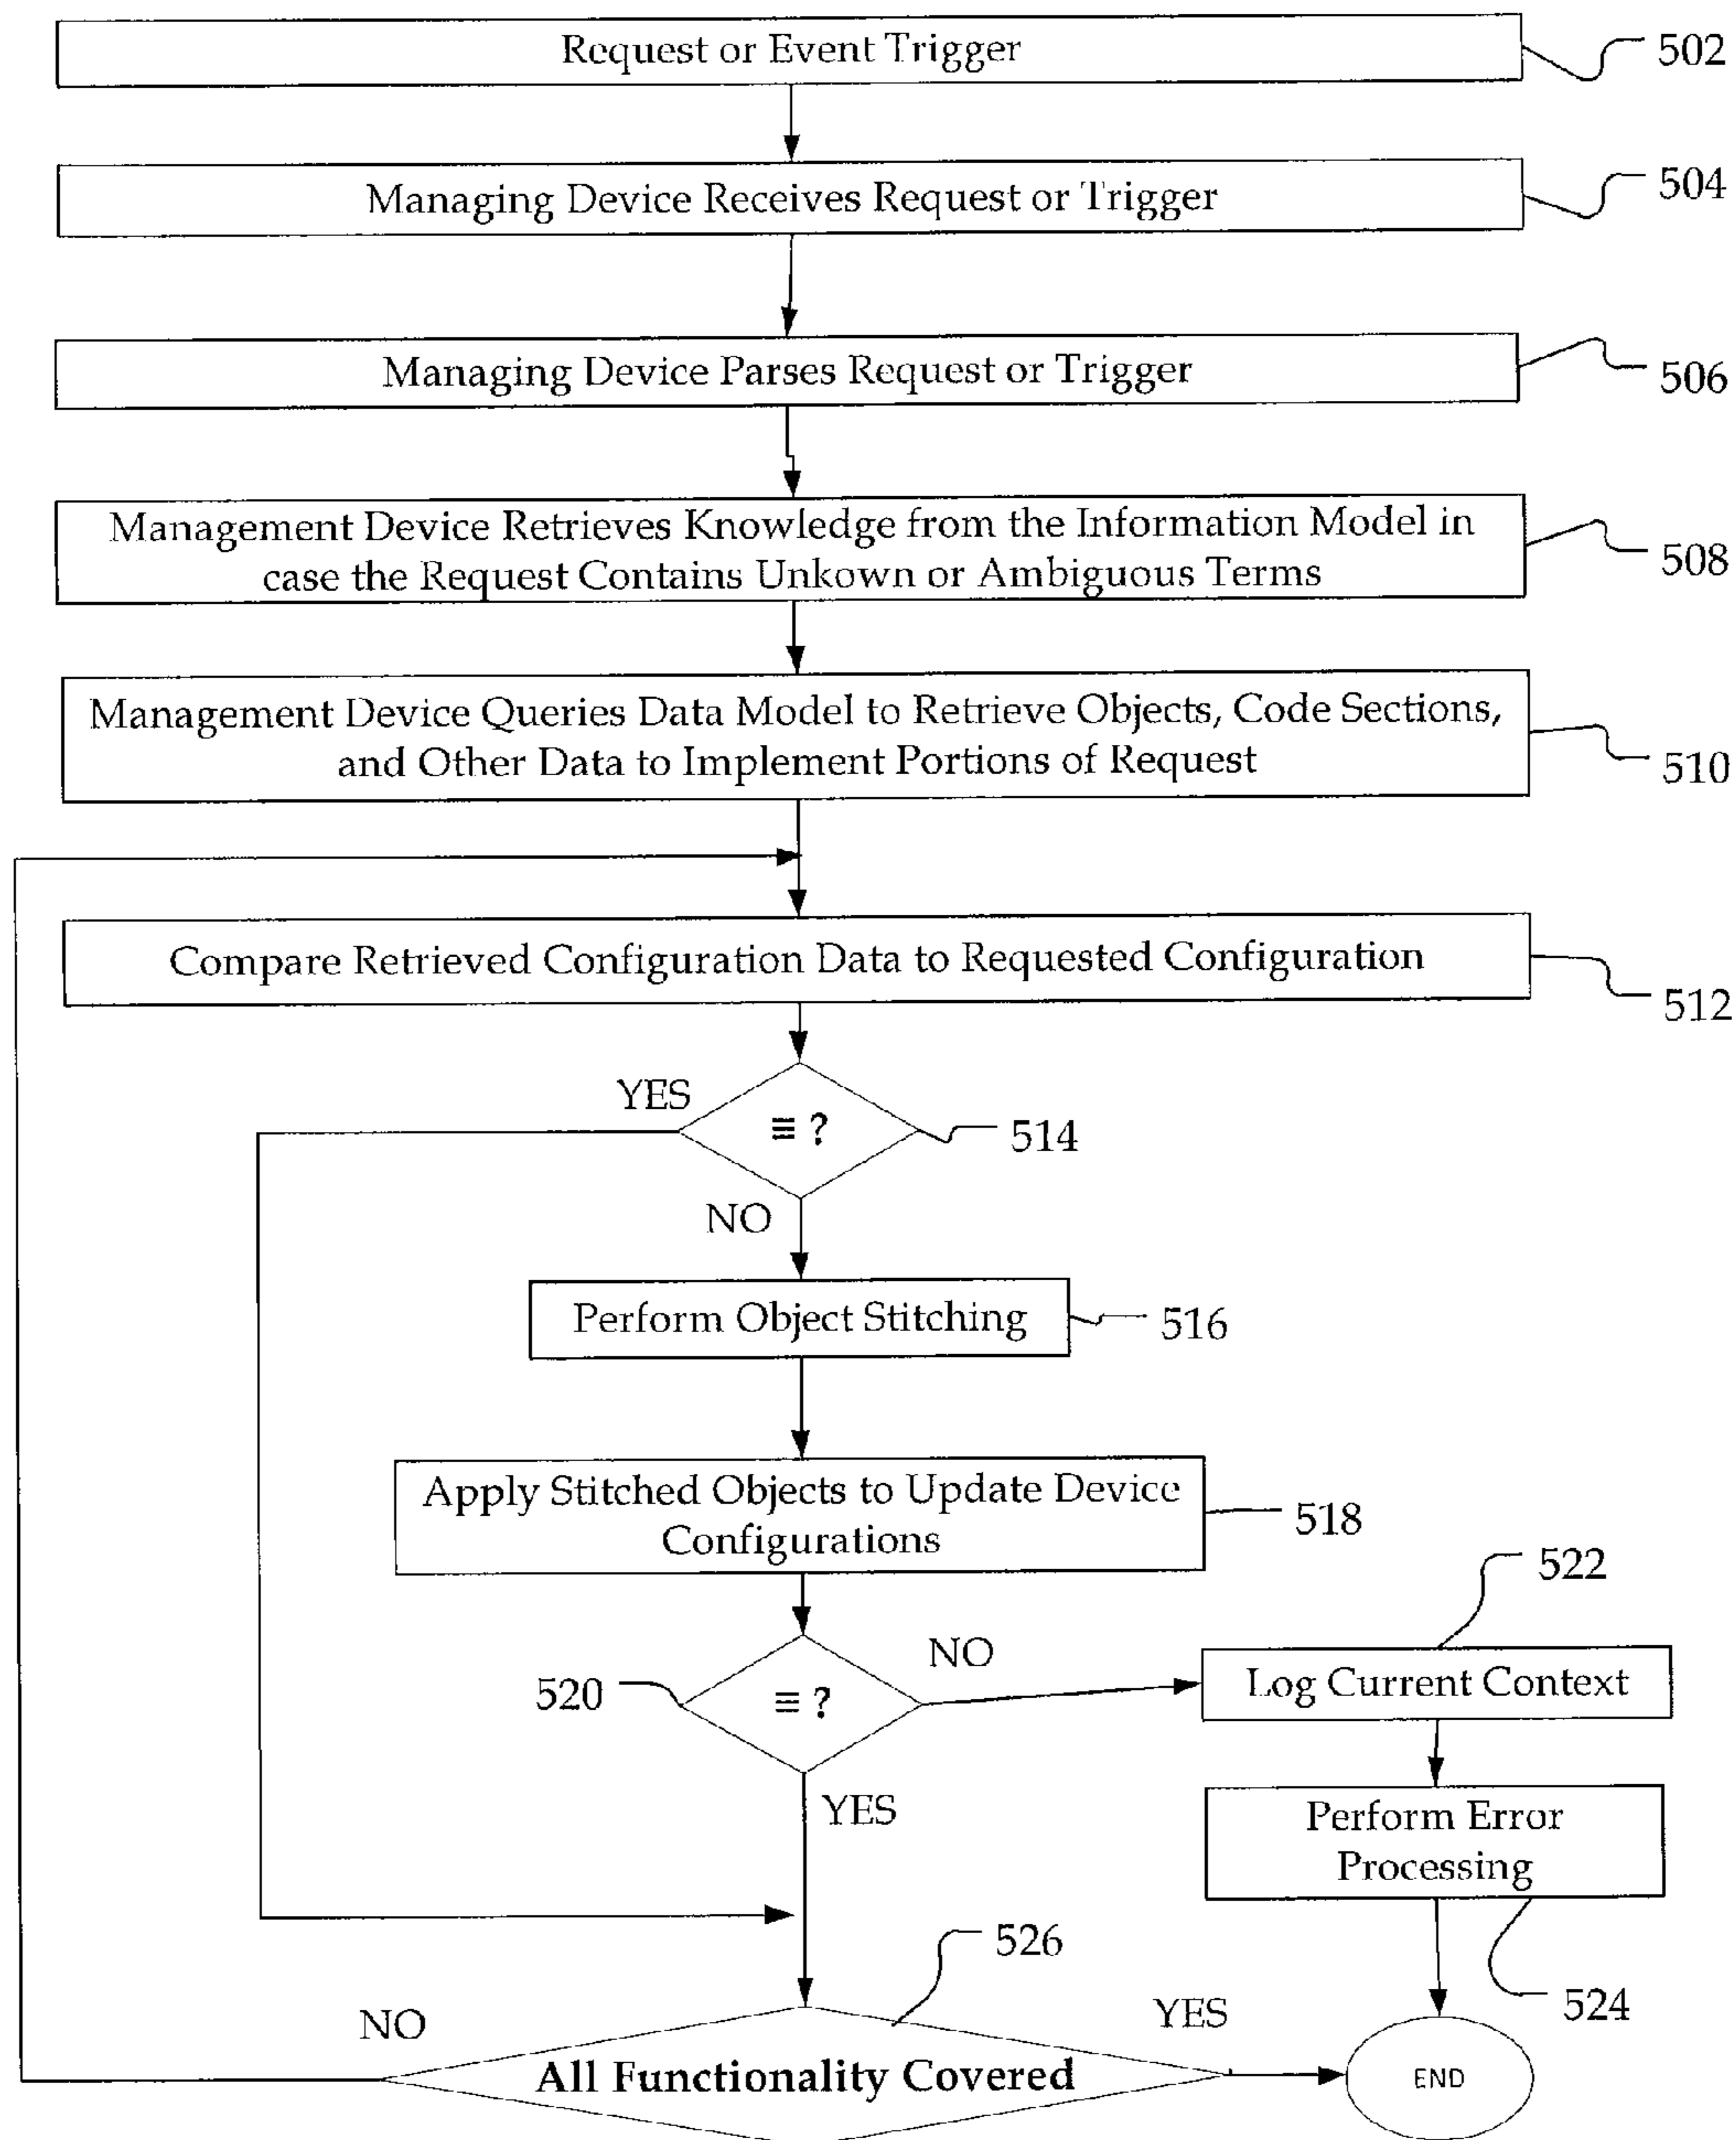 Request or Event Trigger
502
Managing Device Receives Request or Trigger
504
Managing Device Parses Request or Trigger
506
Management Device Retrieves Knowledge from the Information Model in
case the Request Contains Unkown or Ambiguous Terms
508
Management Device Queries Data Model to Retrieve Objects, Code Sections,
and Other Data to Implement Portions of Request
510
Compare Retrieved Configuration Data to Requested Configuration
512
YES
≡ ?
514
NO
Perform Object Stitching
516
Apply Stitched Objects to Update Device
Configurations
518
522
NO
Log Current Context
520
≡ ?
YES
Perform Error
Processing
526
524
NO
YES
All Functionality Covered
END